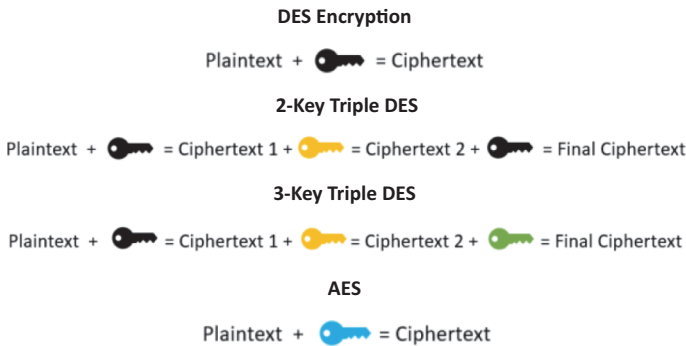 DES Encryption
Plaintext + = Ciphertext
2-Key Triple DES
Plaintext + = Ciphertext 1 + = Ciphertext 2 + = Final Ciphertext
3-Key Triple DES
Plaintext + = Ciphertext 1 + = Ciphertext 2 + = Final Ciphertext
AES
Plaintext + = Ciphertext